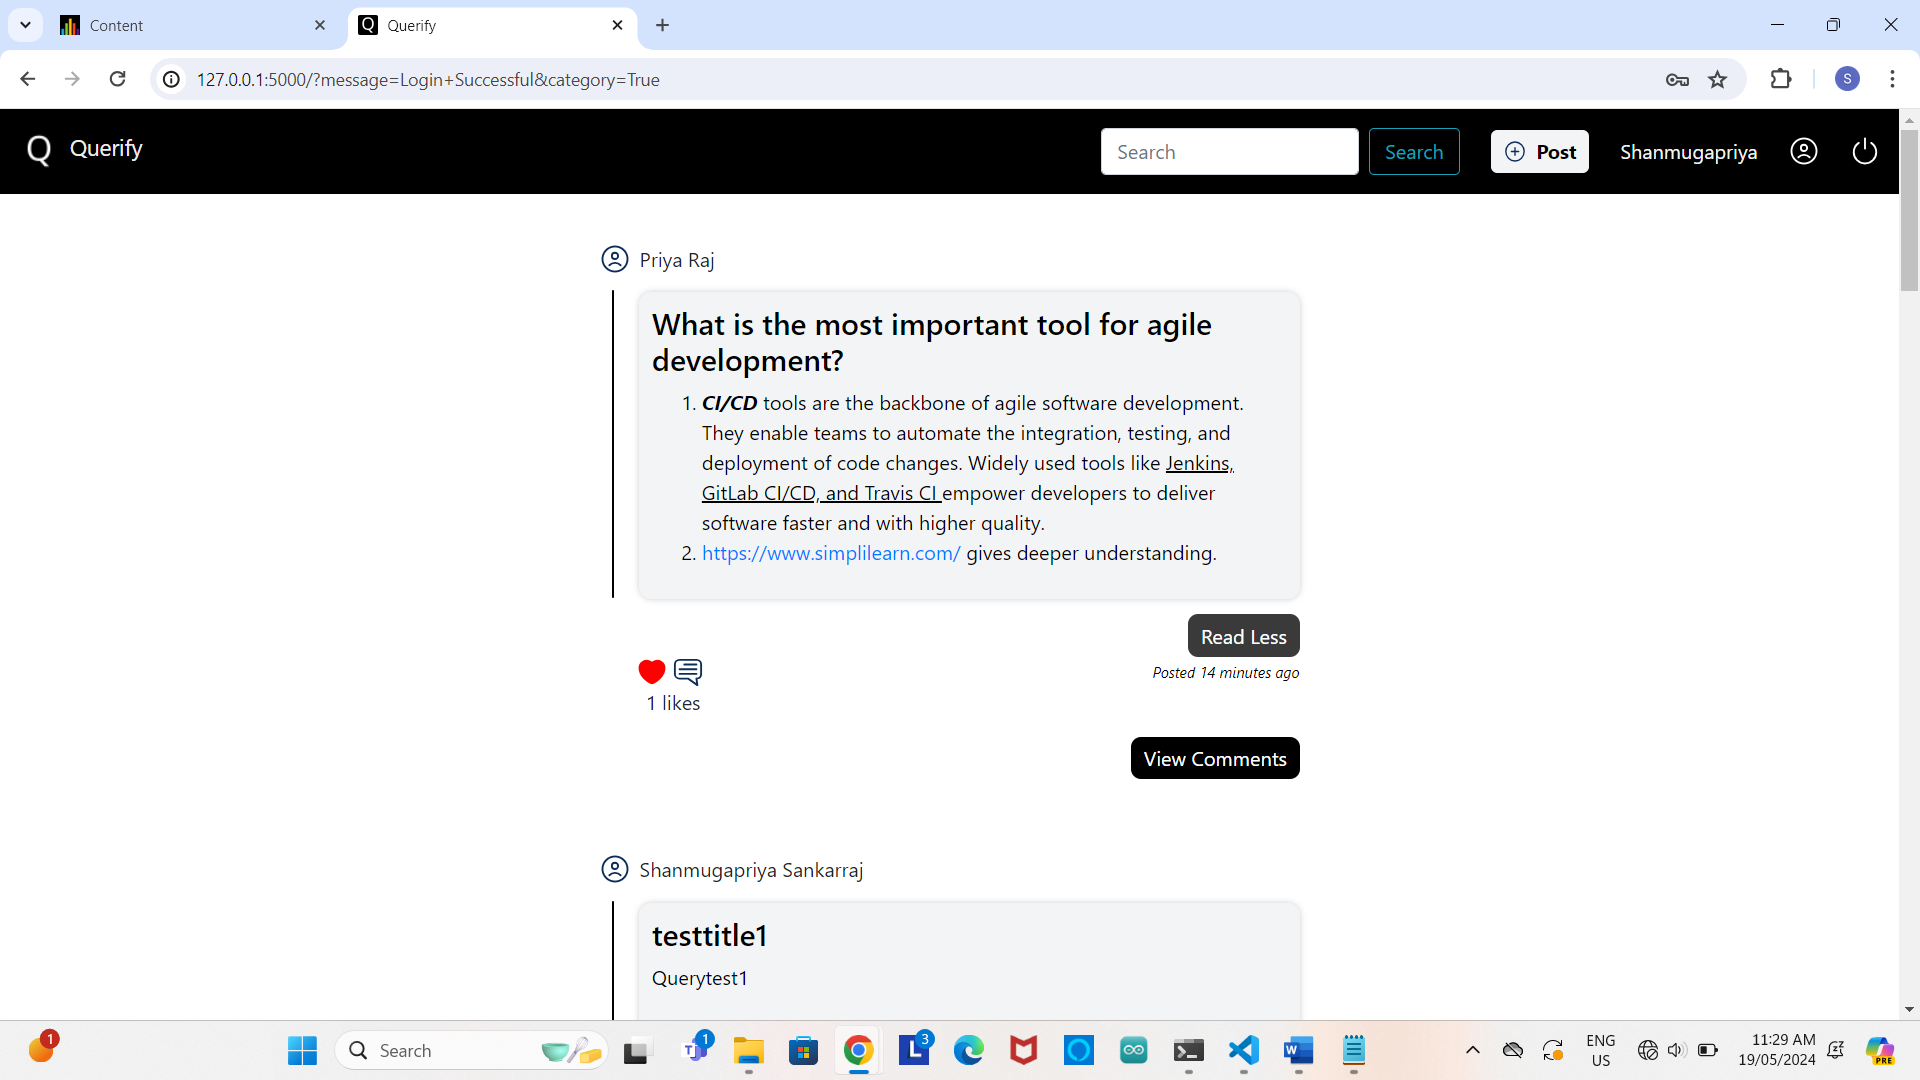 Content
Querify
127.0.0.1:5000/?message=Login+Successful&category=True
S
Q Querify
Search
Search
Post
Shanmugapriya
Priya Raj
What is the most important tool for agile
development?
1. CI/CD tools are the backbone of agile software development.
They enable teams to automate the integration, testing, and
deployment of code changes. Widely used tools like Jenkins,
GitLab CI/CD, and Travis CI empower developers to deliver
software faster and with higher quality.
2. https://www.simplilearn.com/ gives deeper understanding.
Read Less
Posted 14 minutes ago
1 likes
View Comments
Shanmugapriya Sankarraj
testtitle1
Querytest1
1
Search
1
3
ENG
US
11:29 AM
19/05/2024
PRE